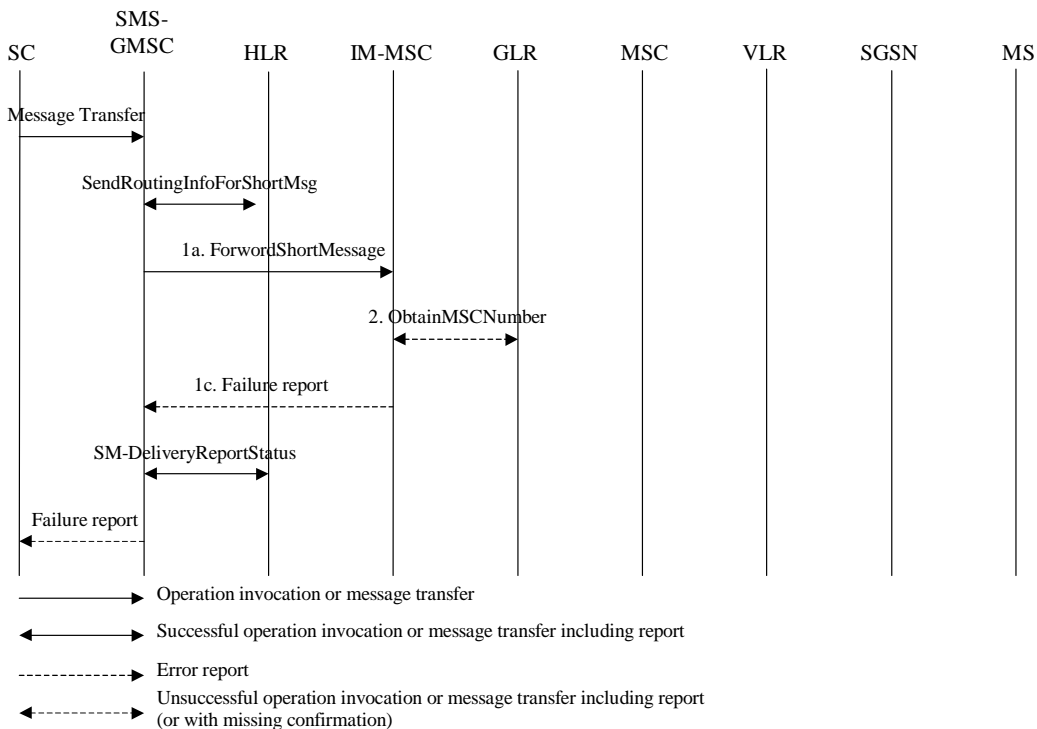 SMS-
GMSC
SC HLR IM-MSC GLR MSC VLR SGSN MS
Message Transfer
SendRoutingInfoForShortMsg
1a. ForwordShortMessage
2. ObtainMSCNumber
1c. Failure report
SM-DeliveryReportStatus
Failure report
Operation invocation or message transfer
Successful operation invocation or message transfer including report
Error report
Unsuccessful operation invocation or message transfer including report
(or with missing confirmation)